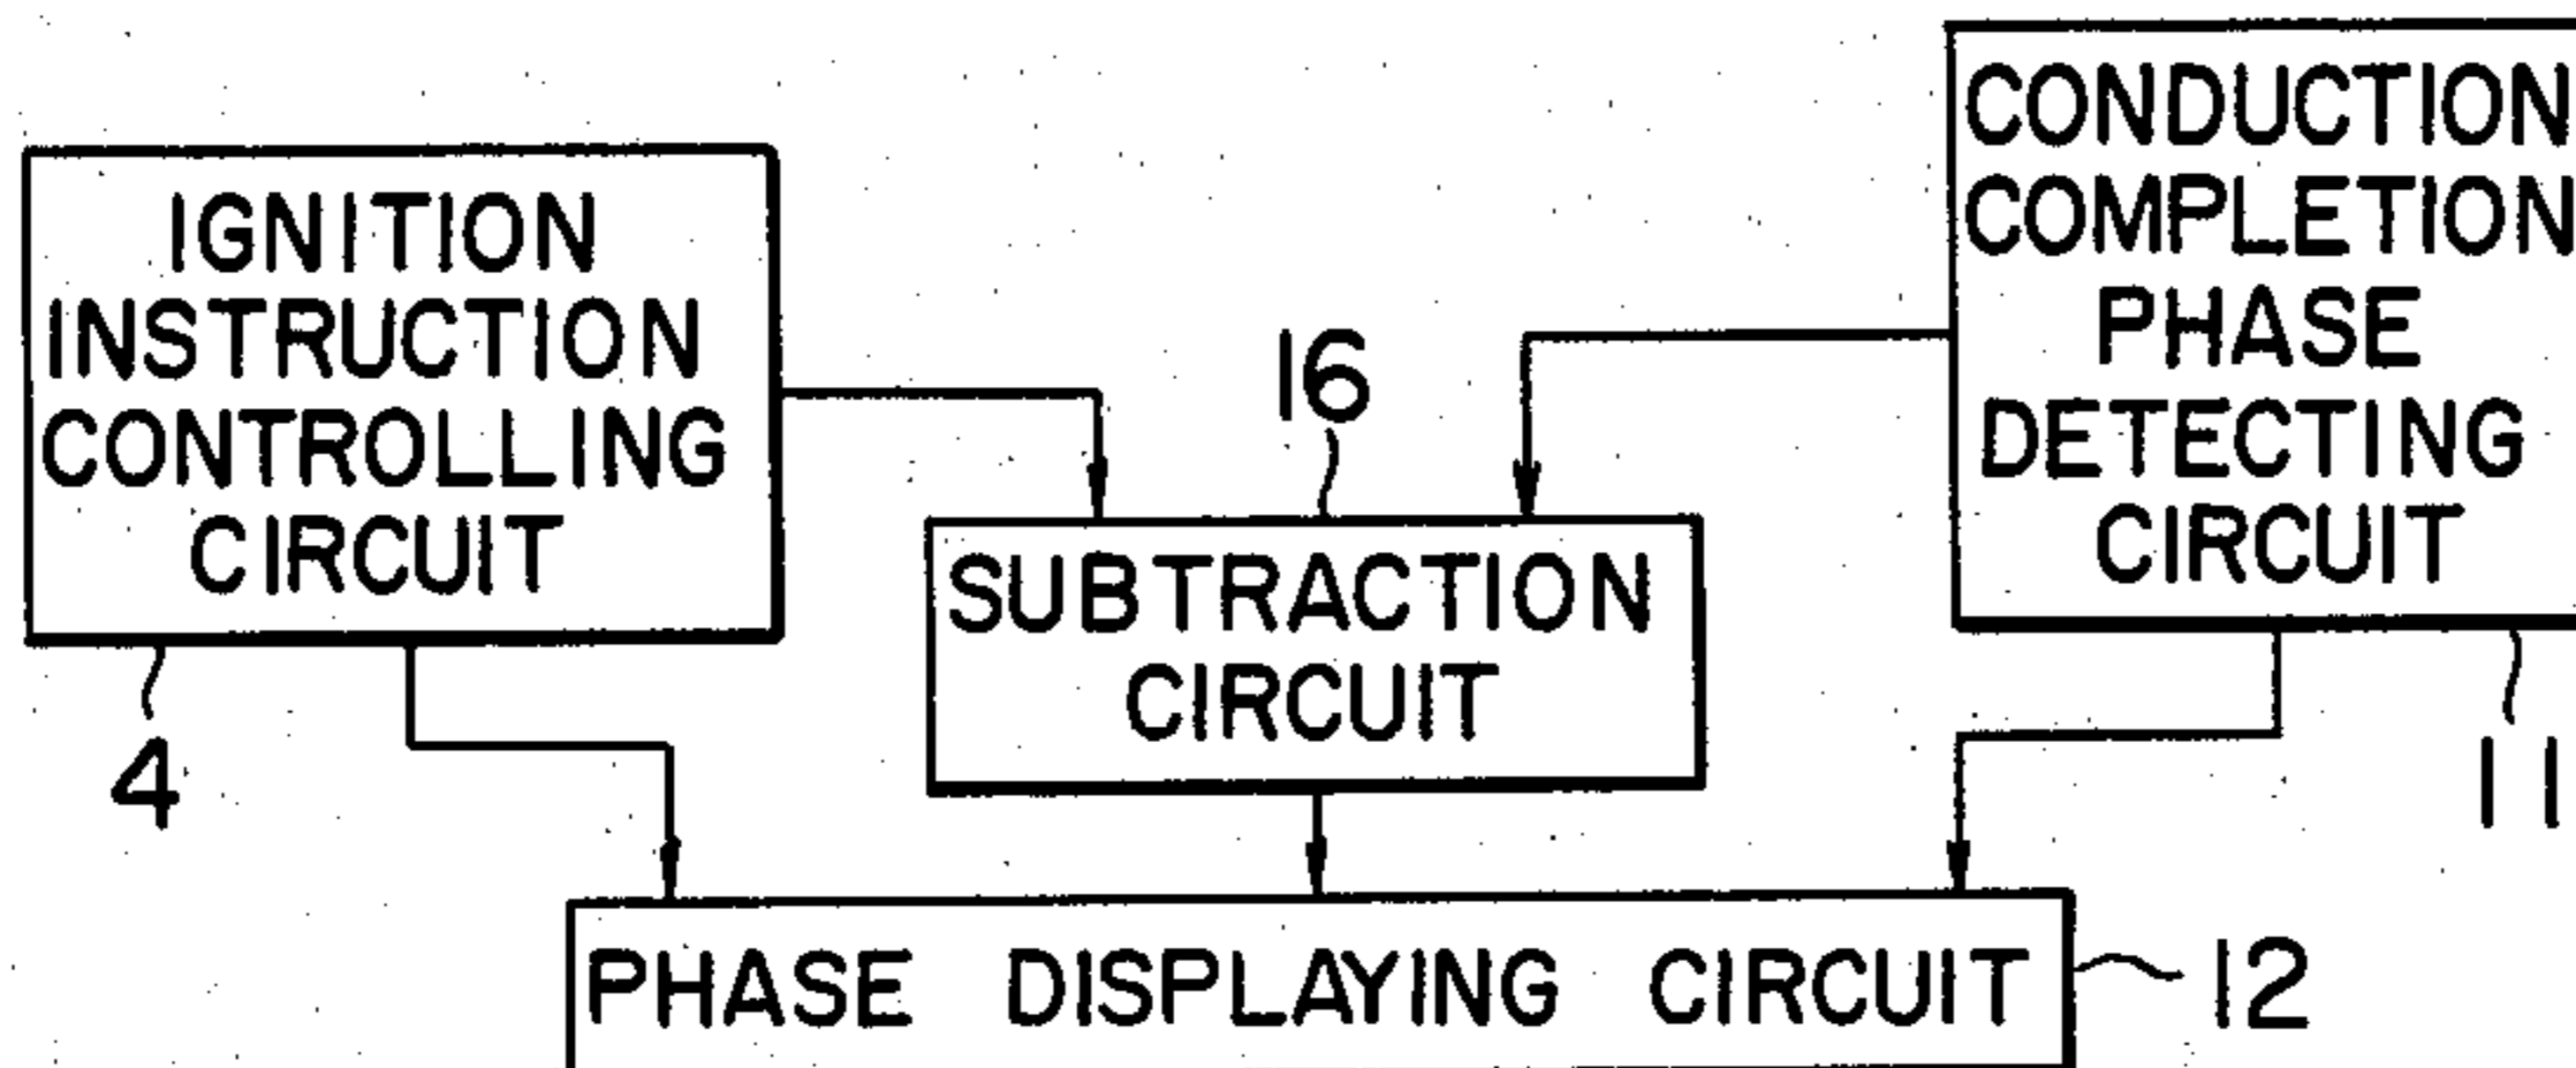 IGNITION
INSTRUCTION
CONTROLLING
CIRCUIT
4
16
SUBTRACTION
CIRCUIT
CONDUCTION
COMPLETION
PHASE
DETECTING
CIRCUIT
11
PHASE DISPLAYING CIRCUIT
12